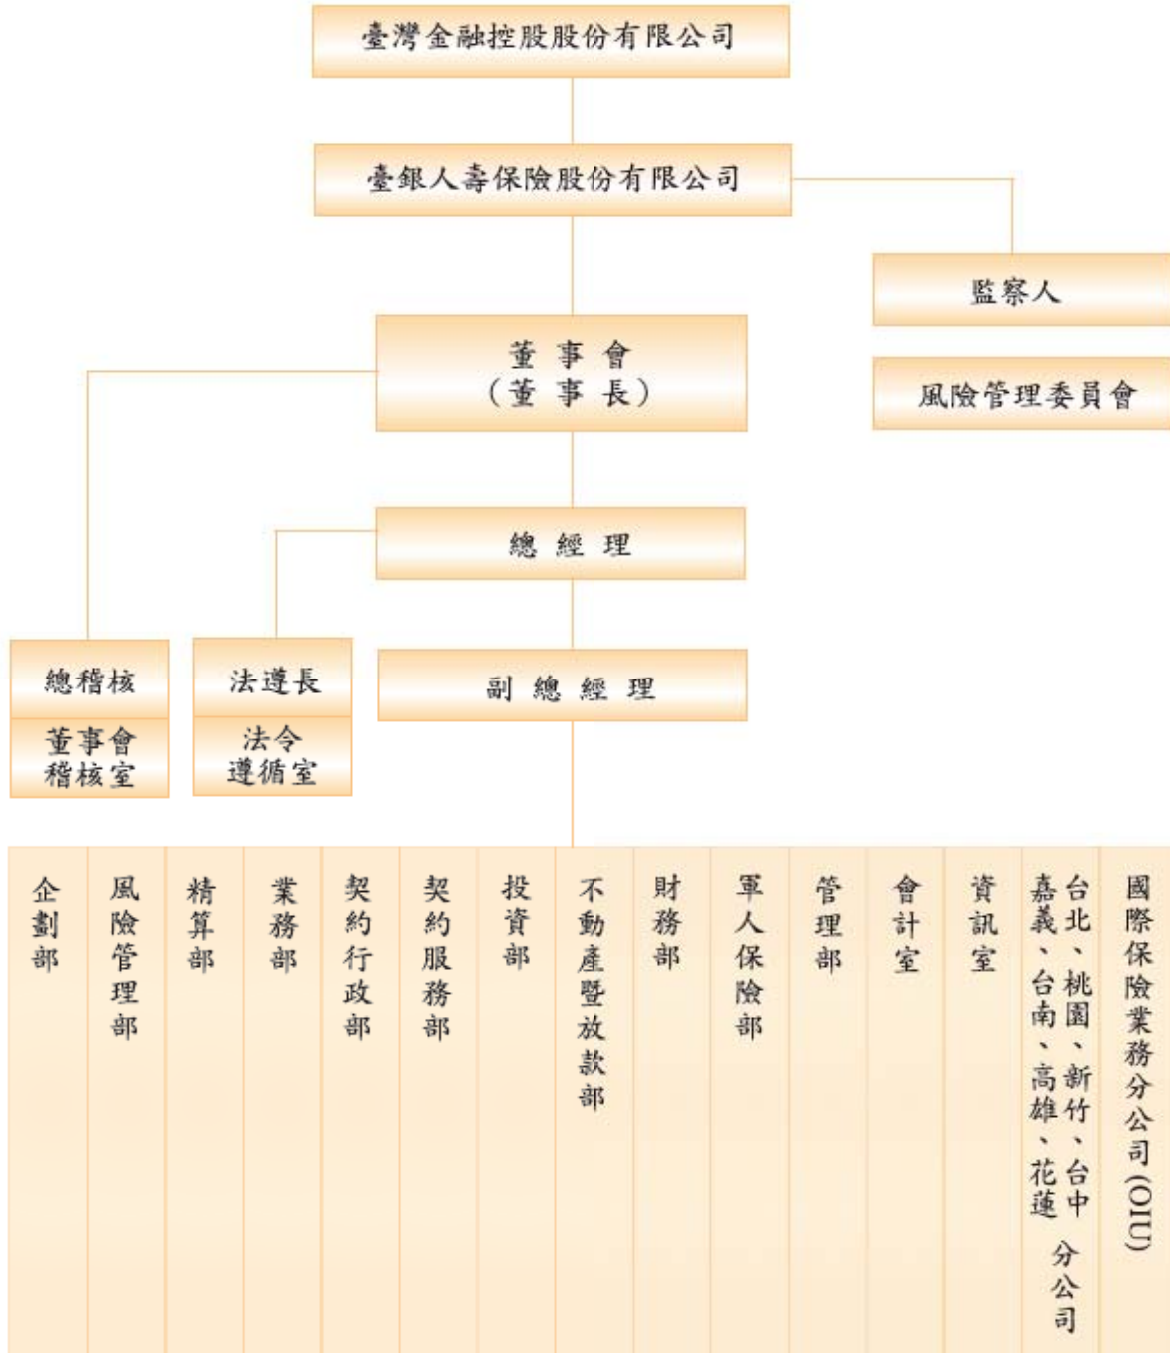 臺灣金融控股股份有限公司
臺銀人壽保險股份有限公司
監察人
董事會
(董事長)
風險管理委員會
總經理
總稽核
董事會
稽核室
法遵長
法令
遵循室
副總經理
企劃部
風險管理部
精算部
業務部
契約行政部
契約服務部
投資部
不動產暨放款部
財務部
軍人保險部
管理部
會計室
資訊室
台北、桃園、新竹、台中
嘉義、台南、高雄、花蓮
分公司
國際保險業務分公司(OIU)